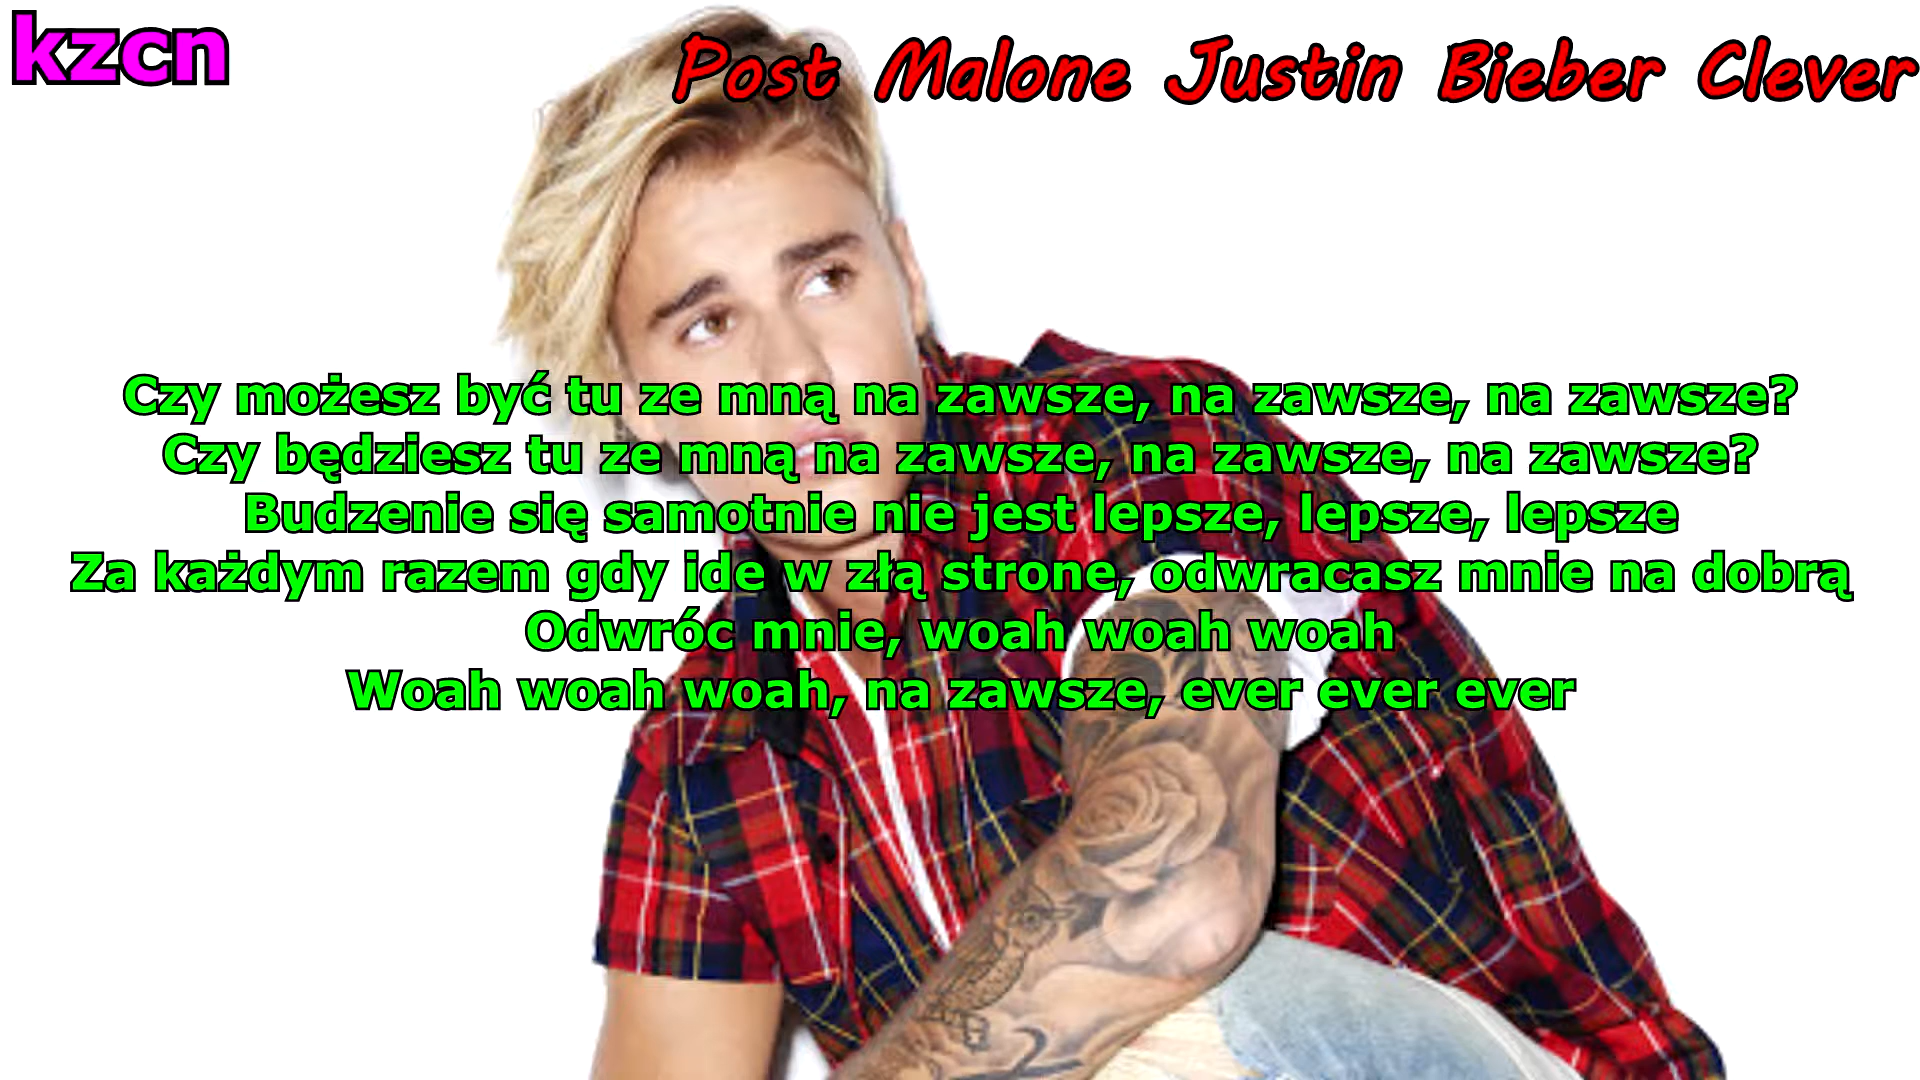 kzcn
Post Malone Justin Bieber Clever
Czy możesz być tu ze mną na zawsze, na zawsze, na zawsze?
Czy będziesz tu ze mną na zawsze, na zawsze, na zawsze?
Budzenie się samotnie nie jest lepsze, lepsze, lepsze
Za każdym razem gdy ide w złą strone, odwracasz mnie na dobrą
Odwróc mnie, woah woah woah
Woah woah woah, na zawsze, ever ever ever